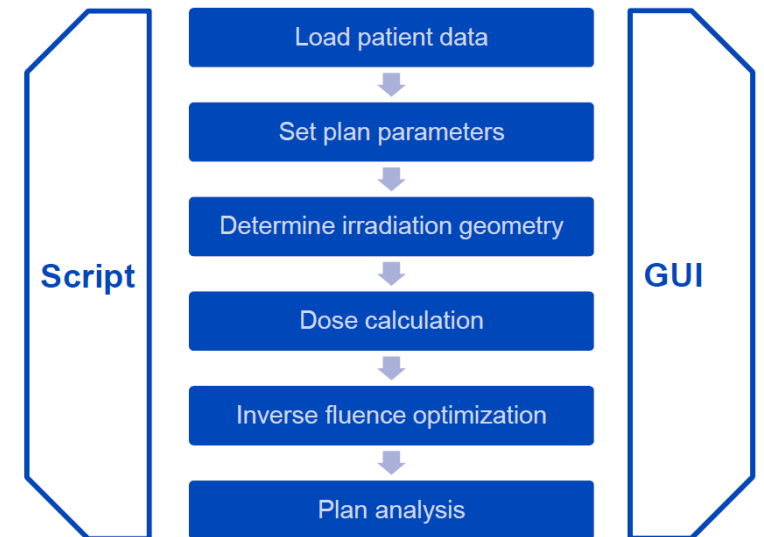 Load patient data
Set plan parameters
Determine irradiation geometry
Script
GUI
Dose calculation
Inverse fluence optimization
Plan analysis